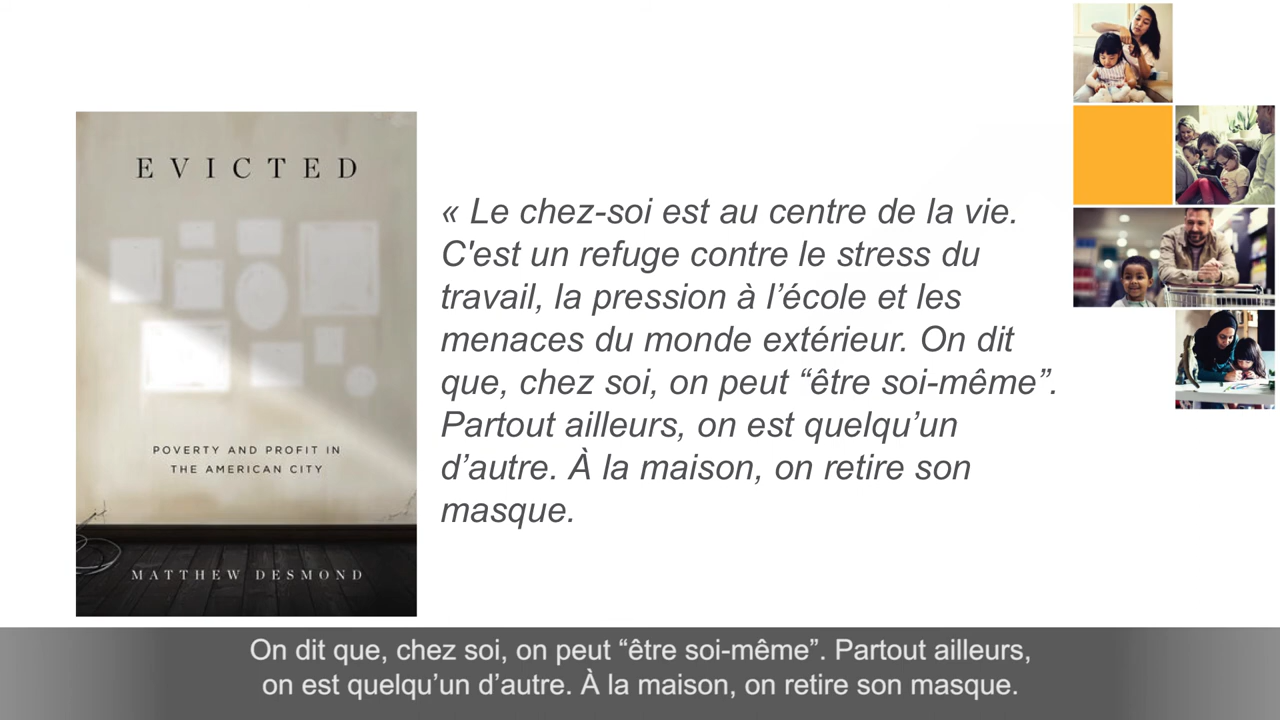 EVICTED
POVERTY AND PROFIT IN
THE AMERICAN CITY
MATTHEW DESMOND
« Le chez-soi est au centre de la vie.
C'est un refuge contre le stress du
travail, la pression à l’école et les
menaces du monde extérieur. On dit
que, chez soi, on peut “être soi-même”.
Partout ailleurs, on est quelqu’un
d’autre. À la maison, on retire son
masque.
On dit que, chez soi, on peut “être soi-même”. Partout ailleurs,
on est quelqu’un d’autre. À la maison, on retire son masque.